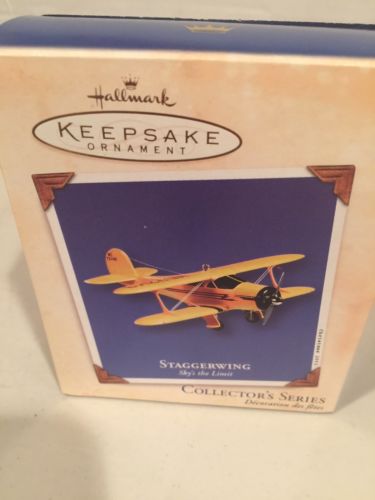 Hallmark
KEEPSAKE
ORNAMENT
STAGGERWING
Sky's the Limit
COLLECTOR'S SERIES
Décoration des fêtes